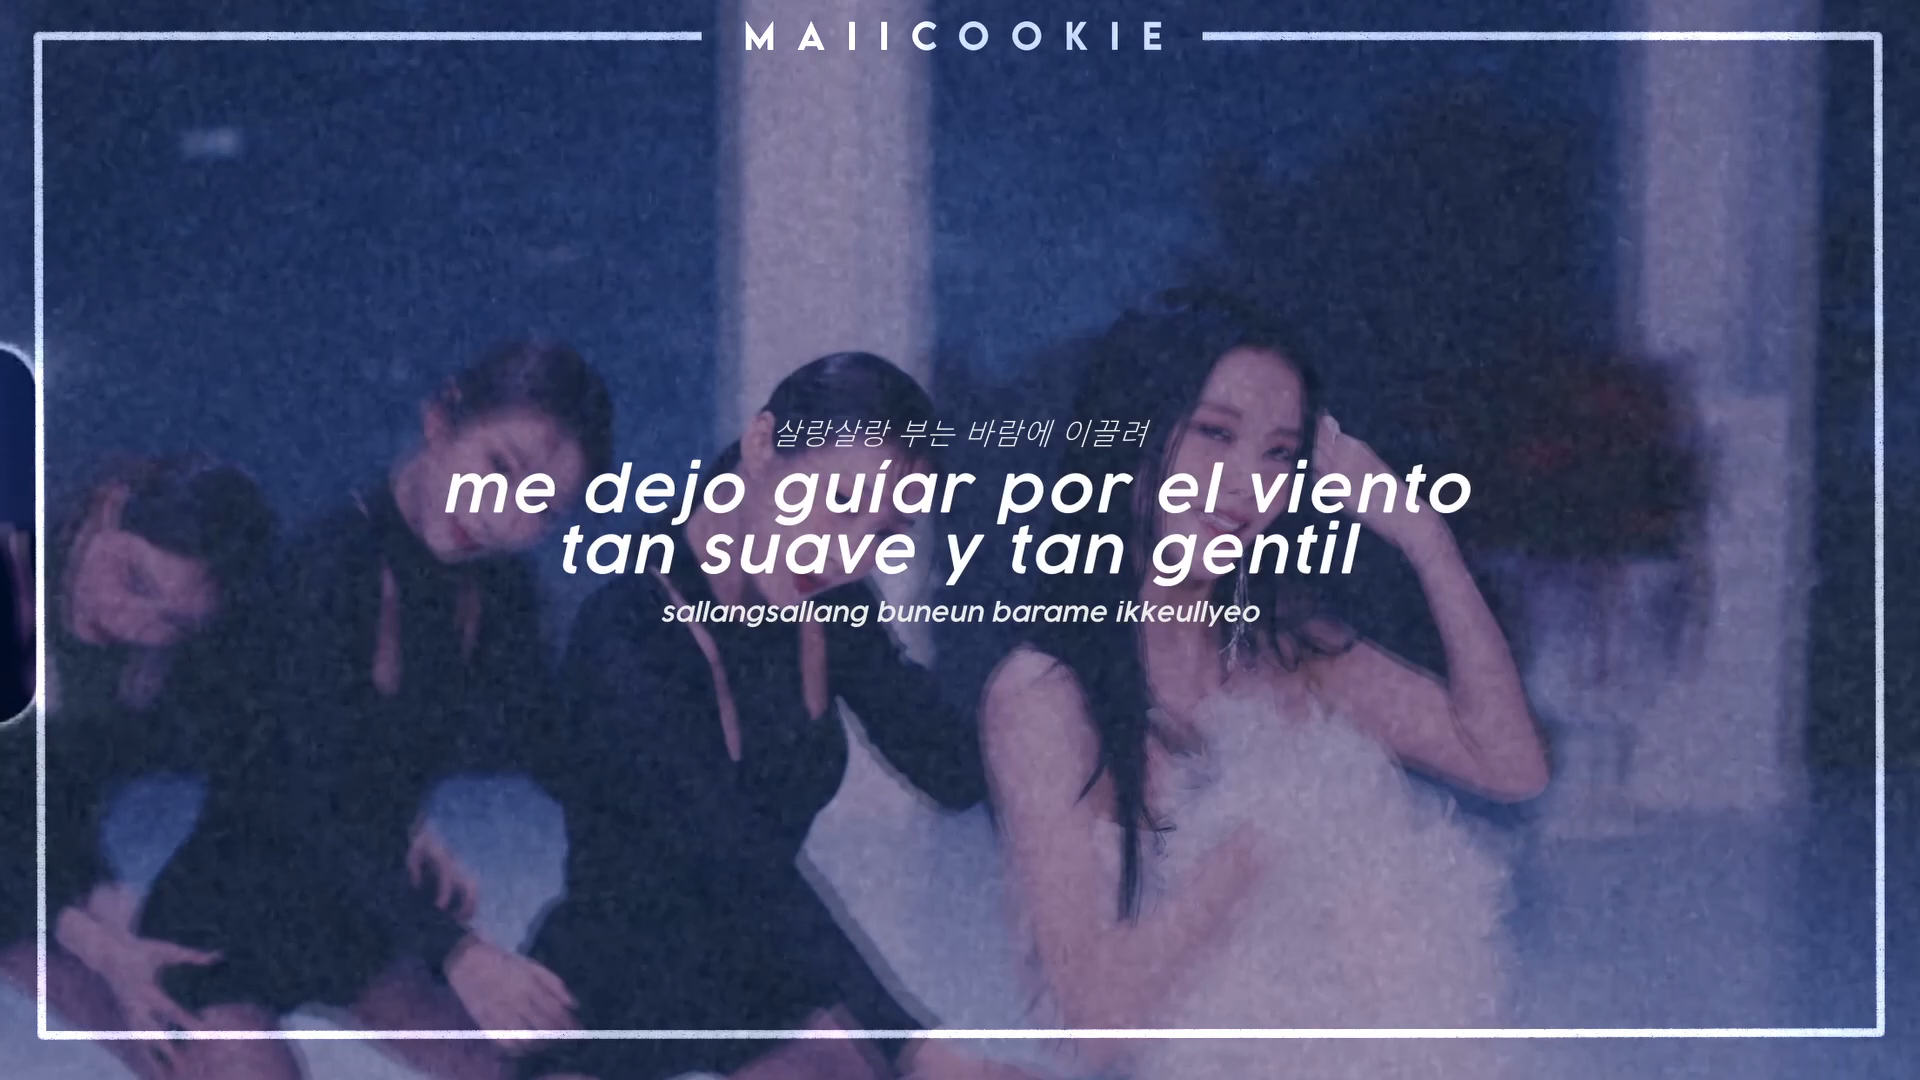 MAIICOOKIE
살랑살랑 부는 바람에 이끌려
me dejo guíar por el viento
tan suave y tan gentil
sallangsallang buneun barame ikkeullyeo